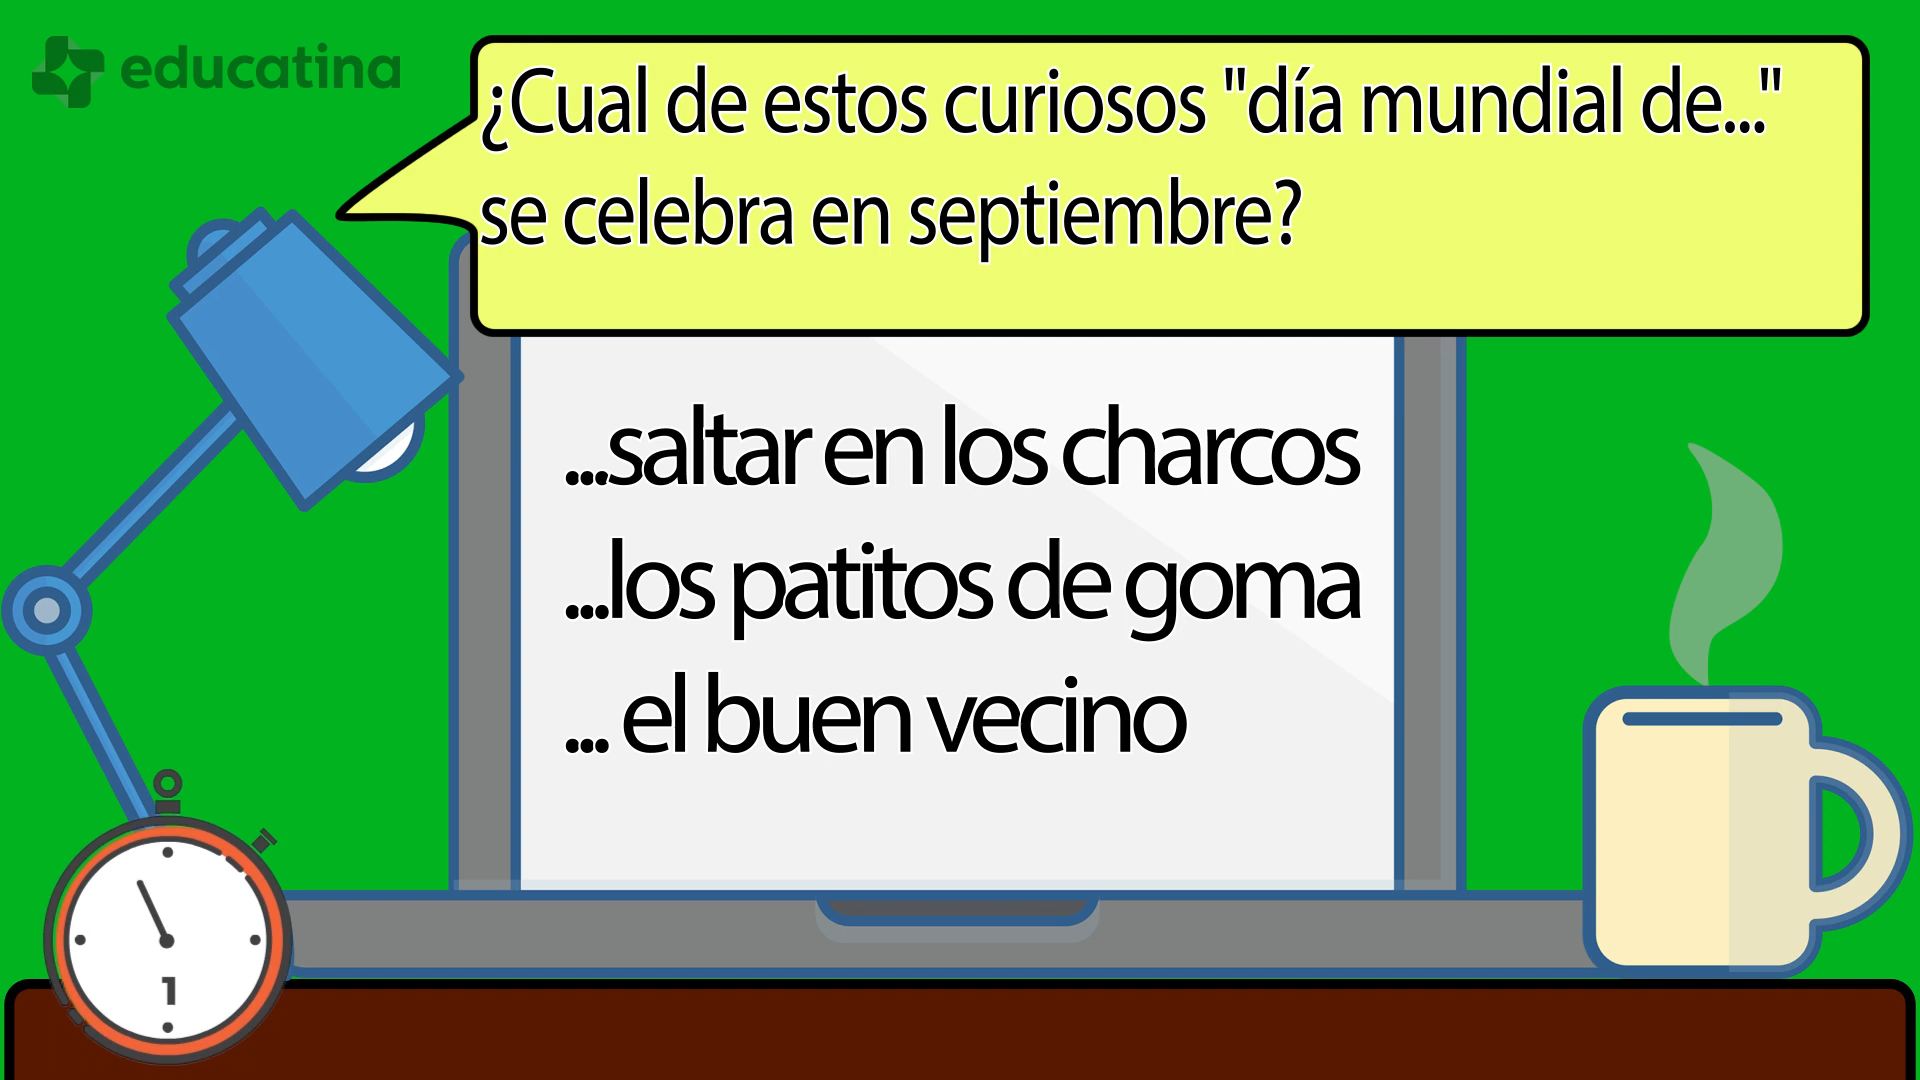 educatina
¿Cual de estos curiosos "día mundial de..."
se celebra en septiembre?
...saltar en los charcos
...los patitos de goma
... el buen vecino
1